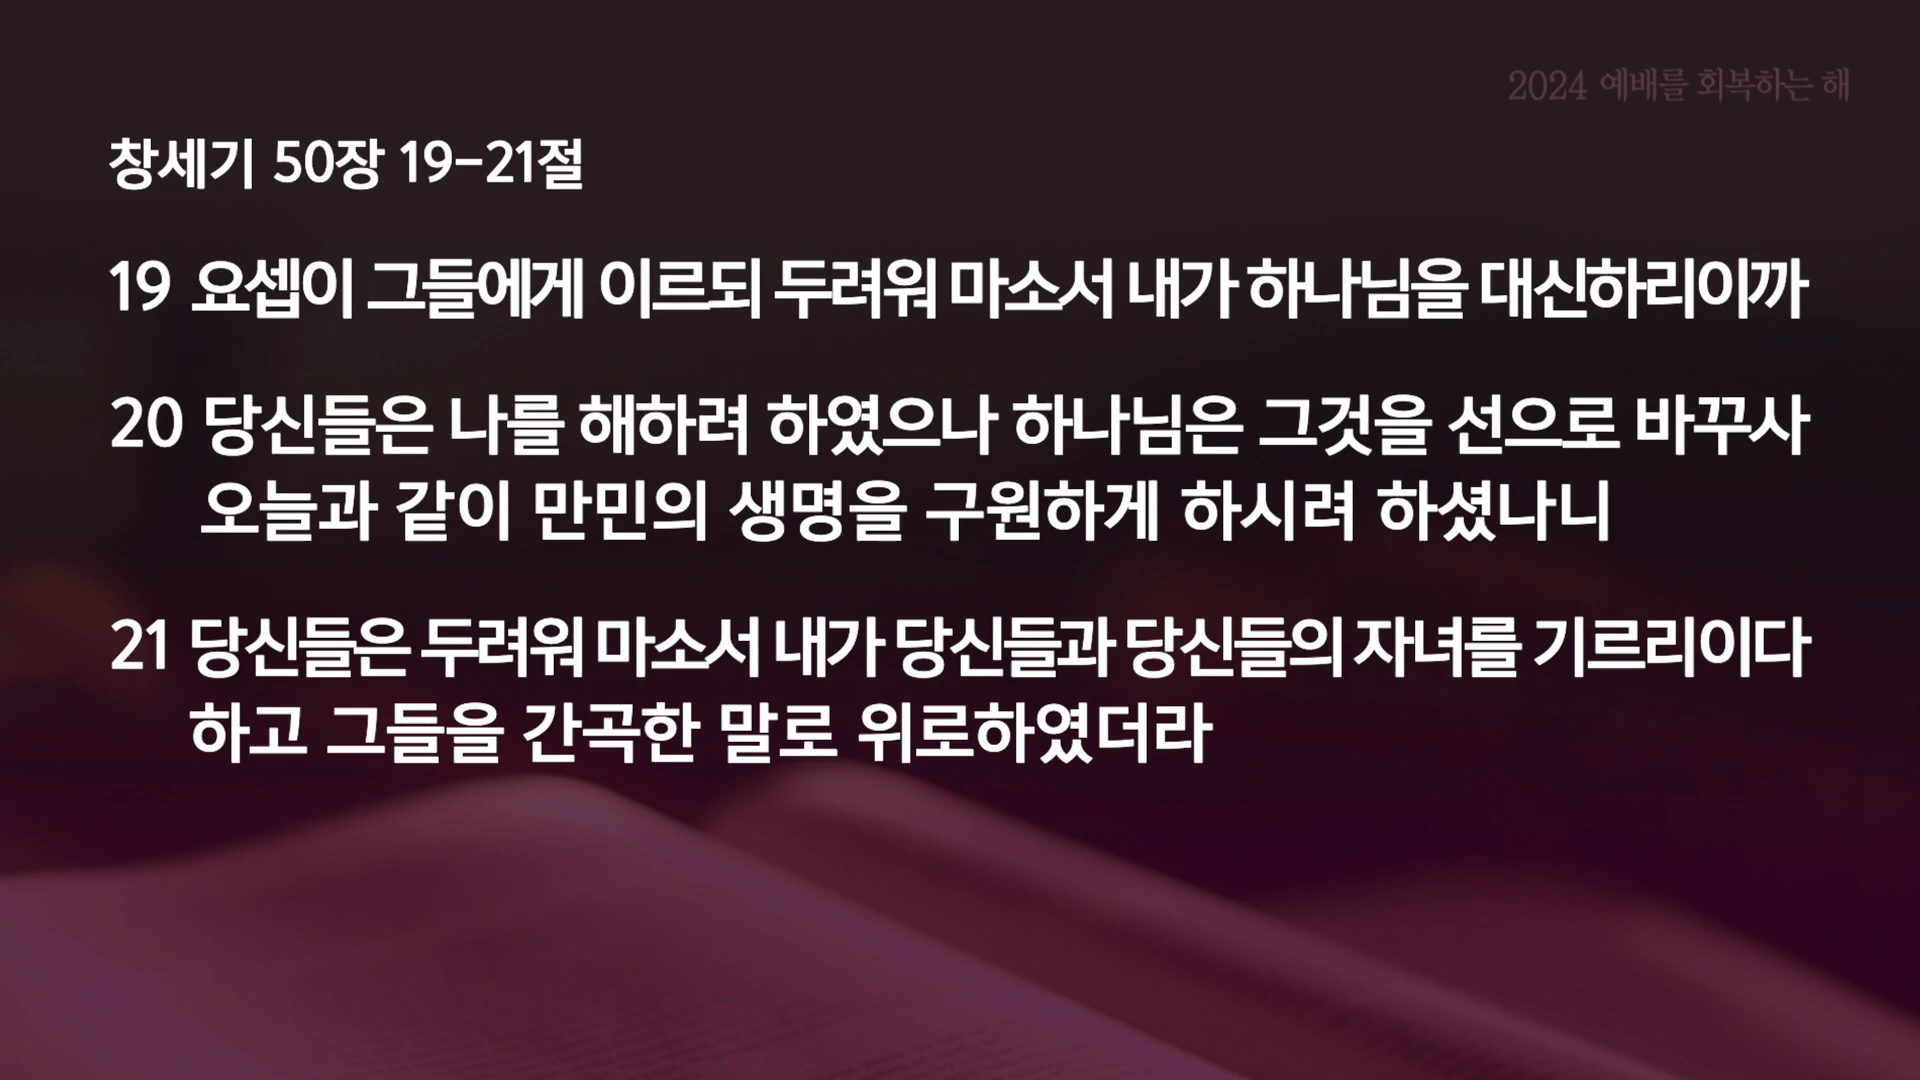 2024 예배를 회복하는 해
창세기 50장 19-21절
19 요셉이 그들에게 이르되 두려워 마소서 내가 하나님을 대신하리이까
20 당신들은 나를 해하려 하였으나 하나님은 그것을 선으로 바꾸사
오늘과 같이 만민의 생명을 구원하게 하시려 하셨나니
21 당신들은 두려워 마소서 내가 당신들과 당신들의 자녀를 기르리이다
하고 그들을 간곡한 말로 위로하였더라